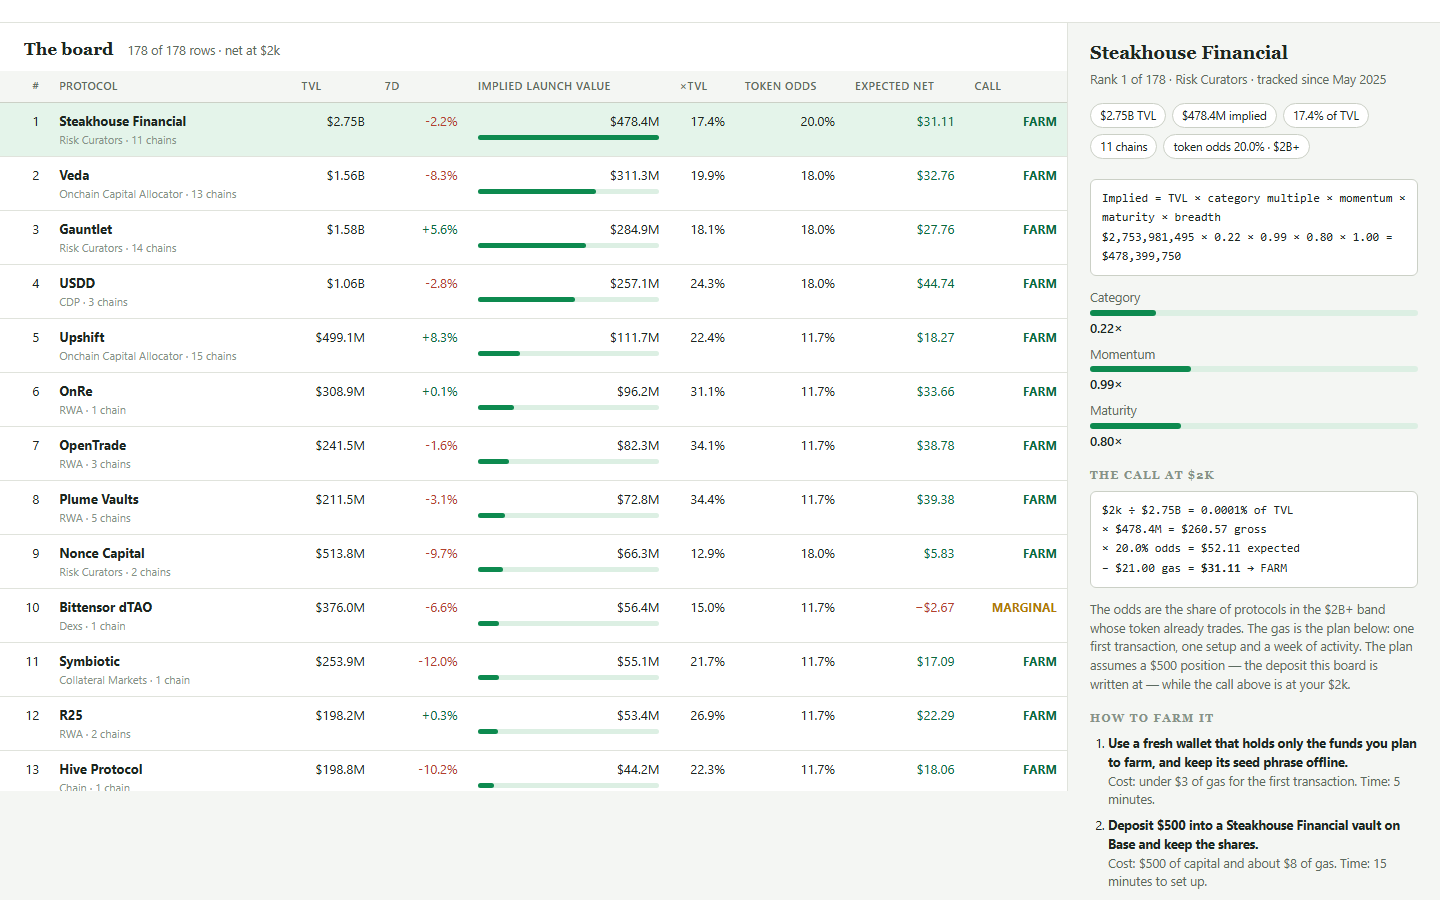 The board 178 of 178 rows · net at $2k
# PROTOCOL TVL 7D IMPLIED LAUNCH VALUE ×TVL TOKEN ODDS EXPECTED NET CALL
1 Steakhouse Financial $2.75B -2.2% $478.4M 17.4% 20.0% $31.11 FARM
Risk Curators · 11 chains
2 Veda $1.56B -8.3% $311.3M 19.9% 18.0% $32.76 FARM
Onchain Capital Allocator · 13 chains
3 Gauntlet $1.58B +5.6% $284.9M 18.1% 18.0% $27.76 FARM
Risk Curators · 14 chains
4 USDD $1.06B -2.8% $257.1M 24.3% 18.0% $44.74 FARM
CDP · 3 chains
5 Upshift $499.1M +8.3% $111.7M 22.4% 11.7% $18.27 FARM
Onchain Capital Allocator · 15 chains
6 OnRe $308.9M +0.1% $96.2M 31.1% 11.7% $33.66 FARM
RWA · 1 chain
7 OpenTrade $241.5M -1.6% $82.3M 34.1% 11.7% $38.78 FARM
RWA · 3 chains
8 Plume Vaults $211.5M -3.1% $72.8M 34.4% 11.7% $39.38 FARM
RWA · 5 chains
9 Nonce Capital $513.8M -9.7% $66.3M 12.9% 18.0% $5.83 FARM
Risk Curators · 2 chains
10 Bittensor dTAO $376.0M -6.6% $56.4M 15.0% 11.7% −$2.67 MARGINAL
Dexs · 1 chain
11 Symbiotic $253.9M -12.0% $55.1M 21.7% 11.7% $17.09 FARM
Collateral Markets · 1 chain
12 R25 $198.2M +0.3% $53.4M 26.9% 11.7% $22.29 FARM
RWA · 2 chains
13 Hive Protocol $198.8M -10.2% $44.2M 22.3% 11.7% $18.06 FARM
Chain · 1 chain
Steakhouse Financial
Rank 1 of 178 · Risk Curators · tracked since May 2025
$2.75B TVL $478.4M implied 17.4% of TVL
11 chains token odds 20.0% · $2B+
Implied = TVL × category multiple × momentum ×
maturity × breadth
$2,753,981,495 × 0.22 × 0.99 × 0.80 × 1.00 =
$478,399,750
Category
0.22×
Momentum
0.99×
Maturity
0.80×
THE CALL AT $2K
$2k ÷ $2.75B = 0.0001% of TVL
× $478.4M = $260.57 gross
× 20.0% odds = $52.11 expected
− $21.00 gas = $31.11 → FARM
The odds are the share of protocols in the $2B+ band
whose token already trades. The gas is the plan below: one
first transaction, one setup and a week of activity. The plan
assumes a $500 position — the deposit this board is
written at — while the call above is at your $2k.
HOW TO FARM IT
1. Use a fresh wallet that holds only the funds you plan
to farm, and keep its seed phrase offline.
Cost: under $3 of gas for the first transaction. Time: 5
minutes.
2. Deposit $500 into a Steakhouse Financial vault on
Base and keep the shares.
Cost: $500 of capital and about $8 of gas. Time: 15
minutes to set up.